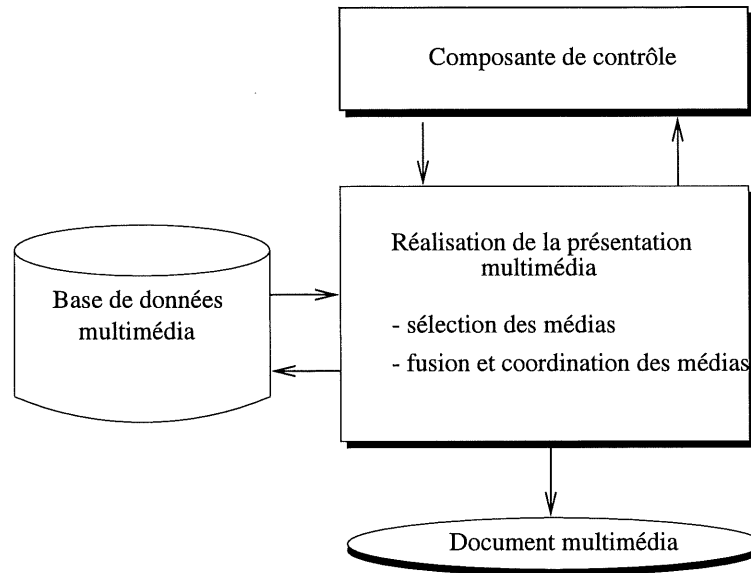 Composante de contrôle
Réalisation de la présentation
multimédia
Base de données
multimédia
- sélection des médias
- fusion et coordination des médias
Document multimédia